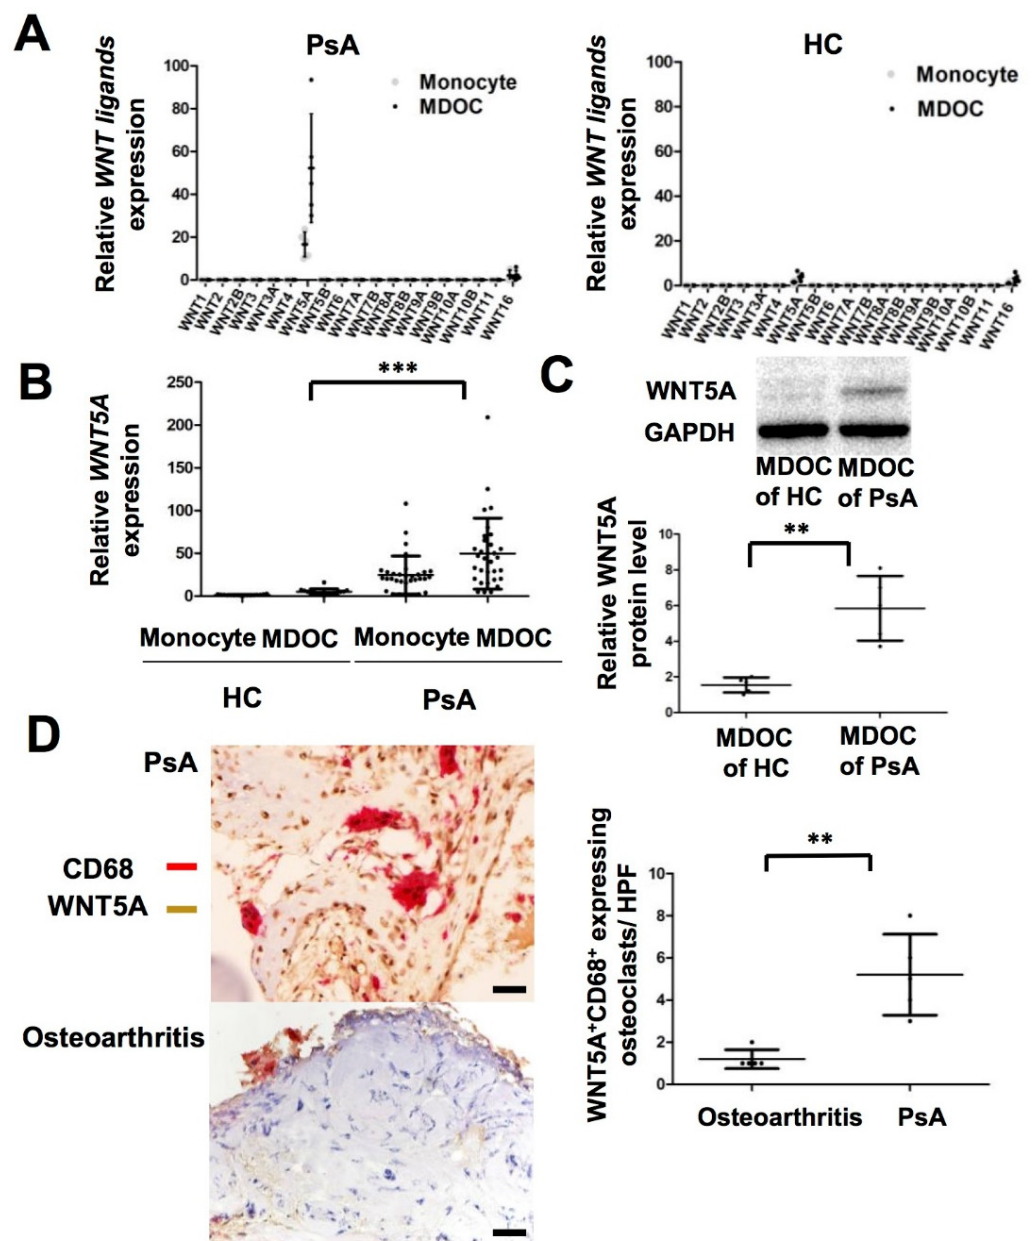 A
PsA
Relative WNT ligands
expression
100
80
60
40
20
0
Monocyte
MDOC
WNT1
WNT2
WNT2B
WNT3
WNT3A
WNT4
WNT5A
WNT5B
WNT6
WNT7A
WNT7B
WNT8A
WNT8B
WNT9A
WNT9B
WNT10A
WNT10B
WNT11
WNT16
HC
Relative WNT ligands
expression
100
80
60
40
20
0
Monocyte
MDOC
WNT1
WNT2
WNT2B
WNT3
WNT3A
WNT4
WNT5A
WNT5B
WNT6
WNT7A
WNT7B
WNT8A
WNT8B
WNT9A
WNT9B
WNT10A
WNT10B
WNT11
WNT16
B
Relative WNT5A
expression
250
200
150
100
50
0
***
Monocyte MDOC Monocyte MDOC
HC PsA
C
WNT5A
GAPDH
MDOC MDOC
of HC of PsA
Relative WNT5A
protein level
10
8
6
4
2
0
**
MDOC MDOC
of HC of PsA
D
PsA
CD68
WNT5A
Osteoarthritis
WNT5A+CD68+ expressing
osteoclasts/ HPF
10
8
6
4
2
0
**
Osteoarthritis PsA